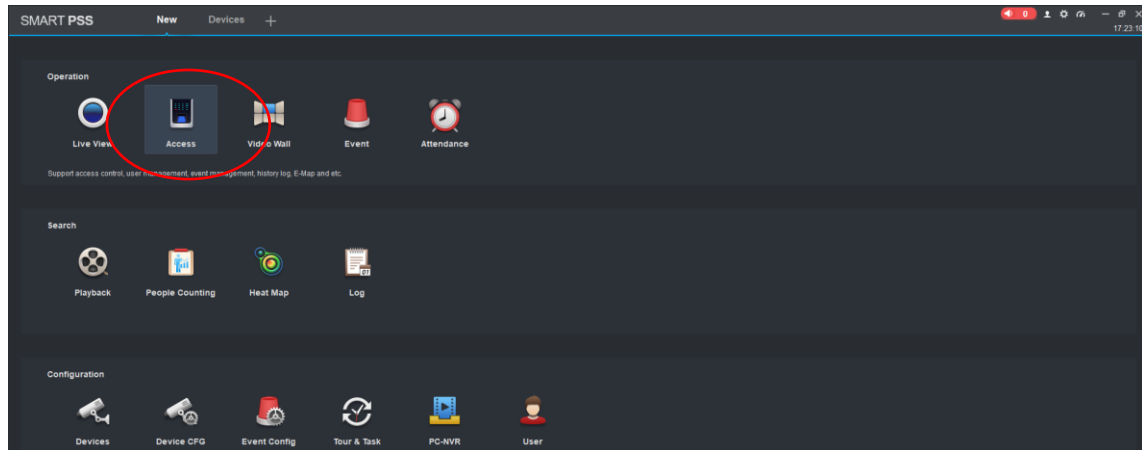 SMART PSS New Devices + 0
17:23:10
Operation
Live View Access Video Wall Event Attendance
Support access control, user management, event management, history log, E-Map and etc.
Search
Playback People Counting Heat Map Log
Configuration
Devices Device CFG Event Config Tour & Task PC-NVR User